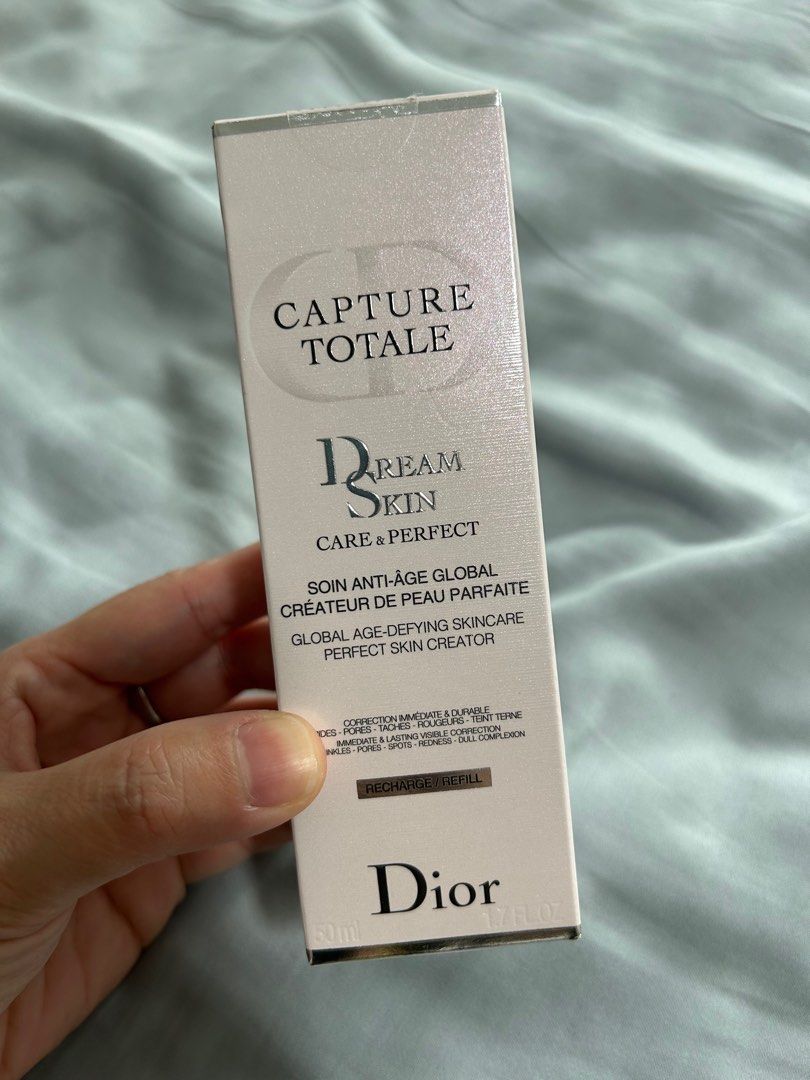 CAPTURE
TOTALE
DREAM
SKIN
CARE & PERFECT
SOIN ANTI-ÂGE GLOBAL
CRÉATEUR DE PEAU PARFAITE
GLOBAL AGE-DEFYING SKINCARE
PERFECT SKIN CREATOR
CORRECTION IMMÉDIATE & DURABLE
- PORES - TACHES - ROUGEURS - TEINT TERNE
IMMEDIATE & LASTING VISIBLE CORRECTION
- PORES - SPOTS - REDNESS - DULL COMPLEXION
RECHARGE / REFILL
Dior
50 ml 1.7 FL.OZ